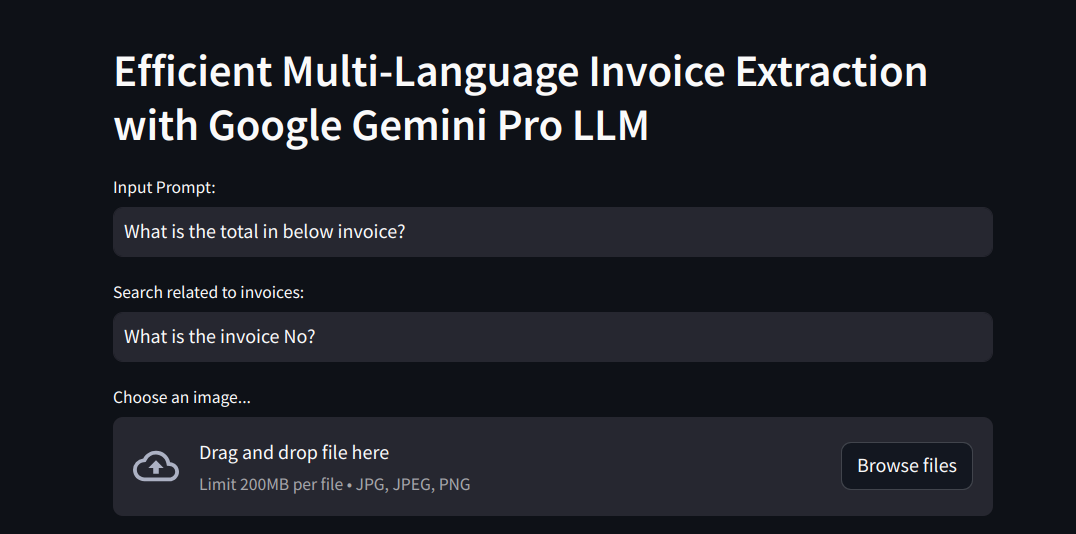 Efficient Multi-Language Invoice Extraction
with Google Gemini Pro LLM
Input Prompt:
What is the total in below invoice?
Search related to invoices:
What is the invoice No?
Choose an image...
Drag and drop file here
Limit 200MB per file • JPG, JPEG, PNG
Browse files